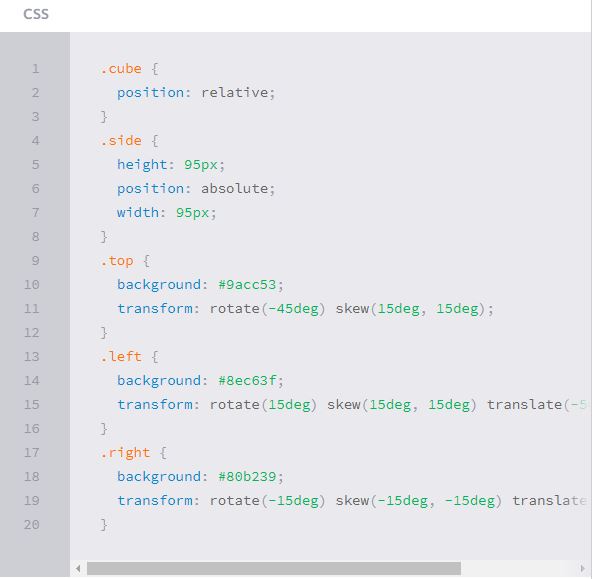 CSS
1 .cube {
2 position: relative;
3 }
4 .side {
5 height: 95px;
6 position: absolute;
7 width: 95px;
8 }
9 .top {
10 background: #9acc53;
11 transform: rotate(-45deg) skew(15deg, 15deg);
12 }
13 .left {
14 background: #8ec63f;
15 transform: rotate(15deg) skew(15deg, 15deg) translate(-5
16 }
17 .right {
18 background: #80b239;
19 transform: rotate(-15deg) skew(-15deg, -15deg) translate
20 }